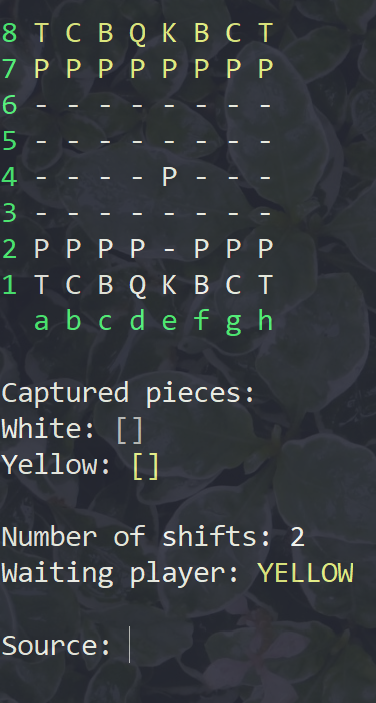 8 T C B Q K B C T
7 P P P P P P P P
6 - - - - - - - -
5 - - - - - - - -
4 - - - - P - - -
3 - - - - - - - -
2 P P P P - P P P
1 T C B Q K B C T
a b c d e f g h
Captured pieces:
White: []
Yellow: []
Number of shifts: 2
Waiting player: YELLOW
Source: